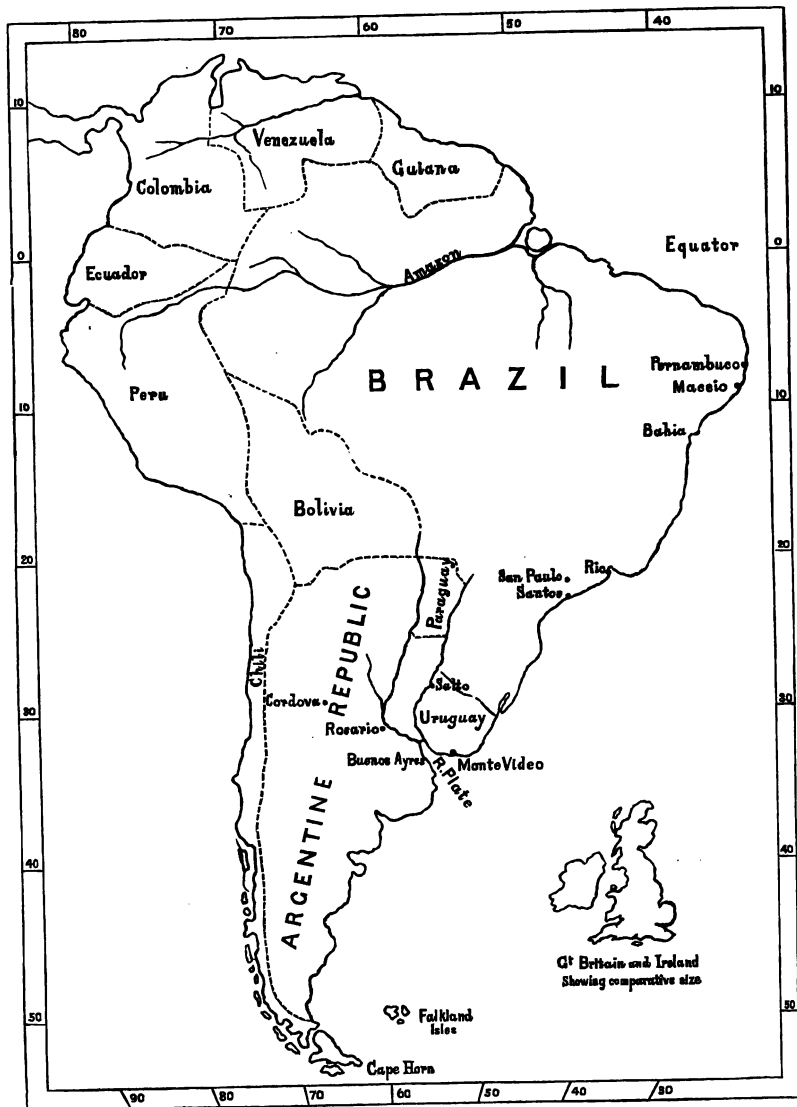 80 70 60 50 40
10 10
Venezuela
Guiana
Colombia
0 Equator 0
Ecuador
Amazon
BRAZIL
Pernambuco
Peru
Maceio
10 10
Bahia
Bolivia
20 20
San Paulo Rio
Santos
Paraguay
Chili
ARGENTINE REPUBLIC
Salto
Cordova
30 30
Uruguay
Rosario
Buenos Ayres
Monte Video
R. Plate
40 40
Gt Britain and Ireland
Showing comparative size
50 50
Falkland
Isles
Cape Horn
90 80 70 60 50 40 30